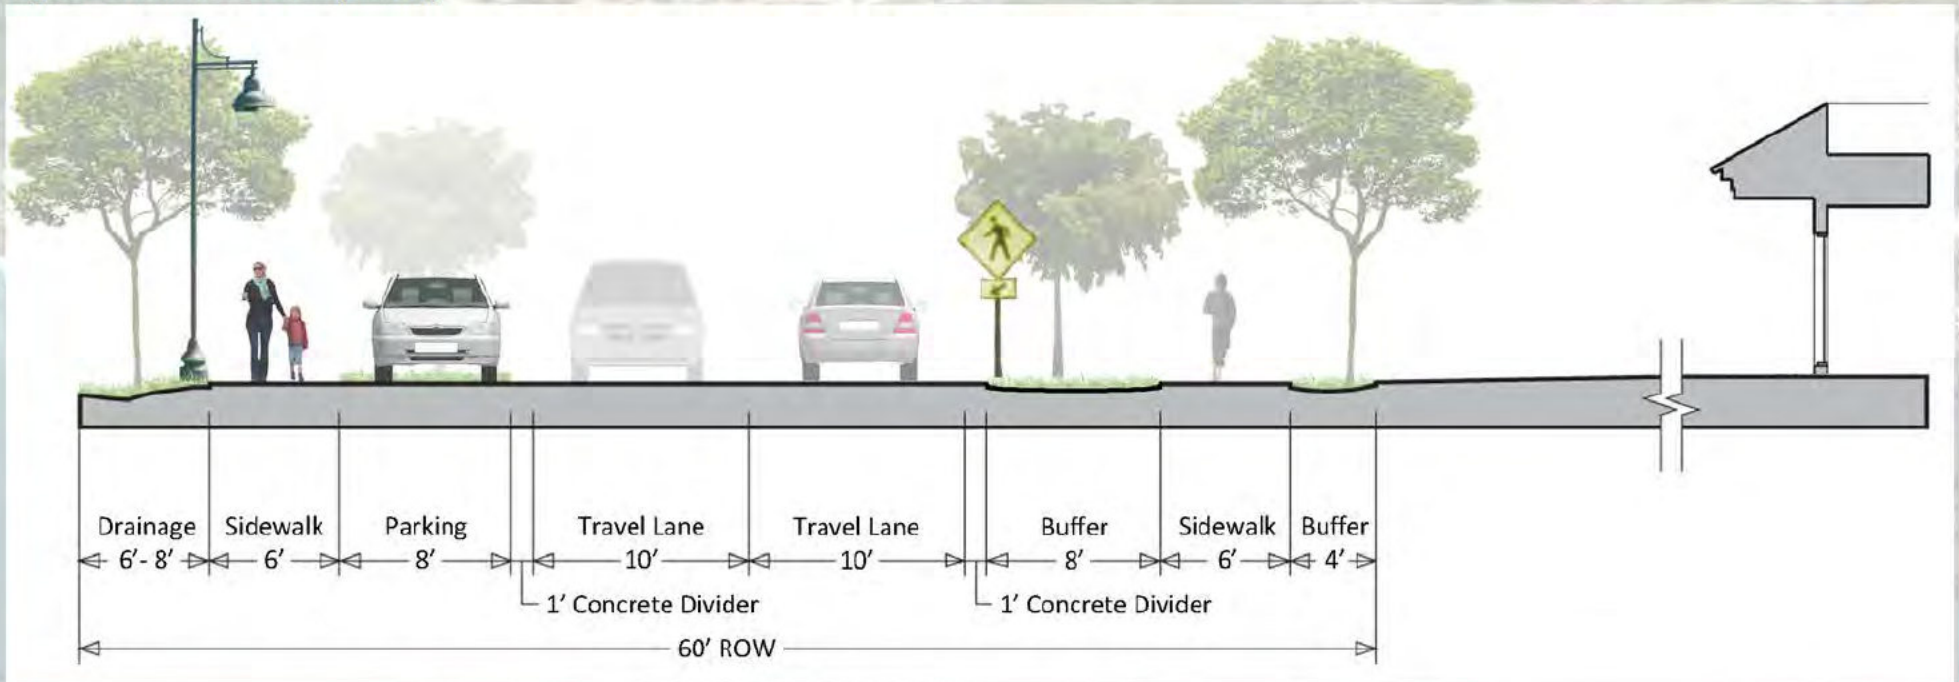 Drainage Sidewalk Parking Travel Lane Travel Lane Buffer Sidewalk Buffer
6’- 8’ 6’ 8’ 10’ 10’ 8’ 6’ 4’
1’ Concrete Divider 1’ Concrete Divider
60’ ROW